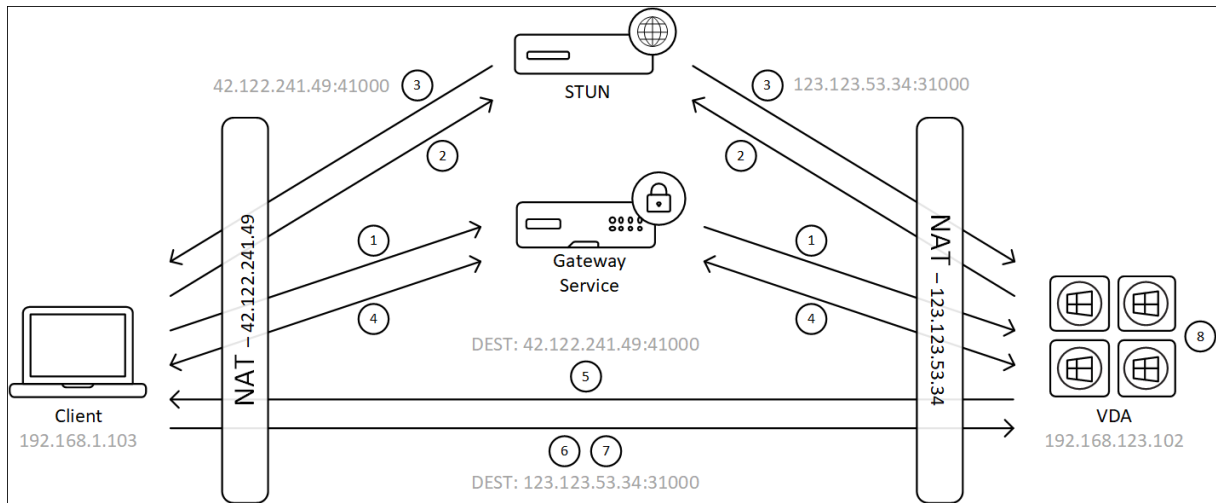 STUN
42.122.241.49:41000
3
3
123.123.53.34:31000
2
2
NAT – 42.122.241.49
NAT – 123.123.53.34
1
1
Gateway
Service
4
4
8
DEST: 42.122.241.49:41000
5
Client
192.168.1.103
VDA
192.168.123.102
6
7
DEST: 123.123.53.34:31000